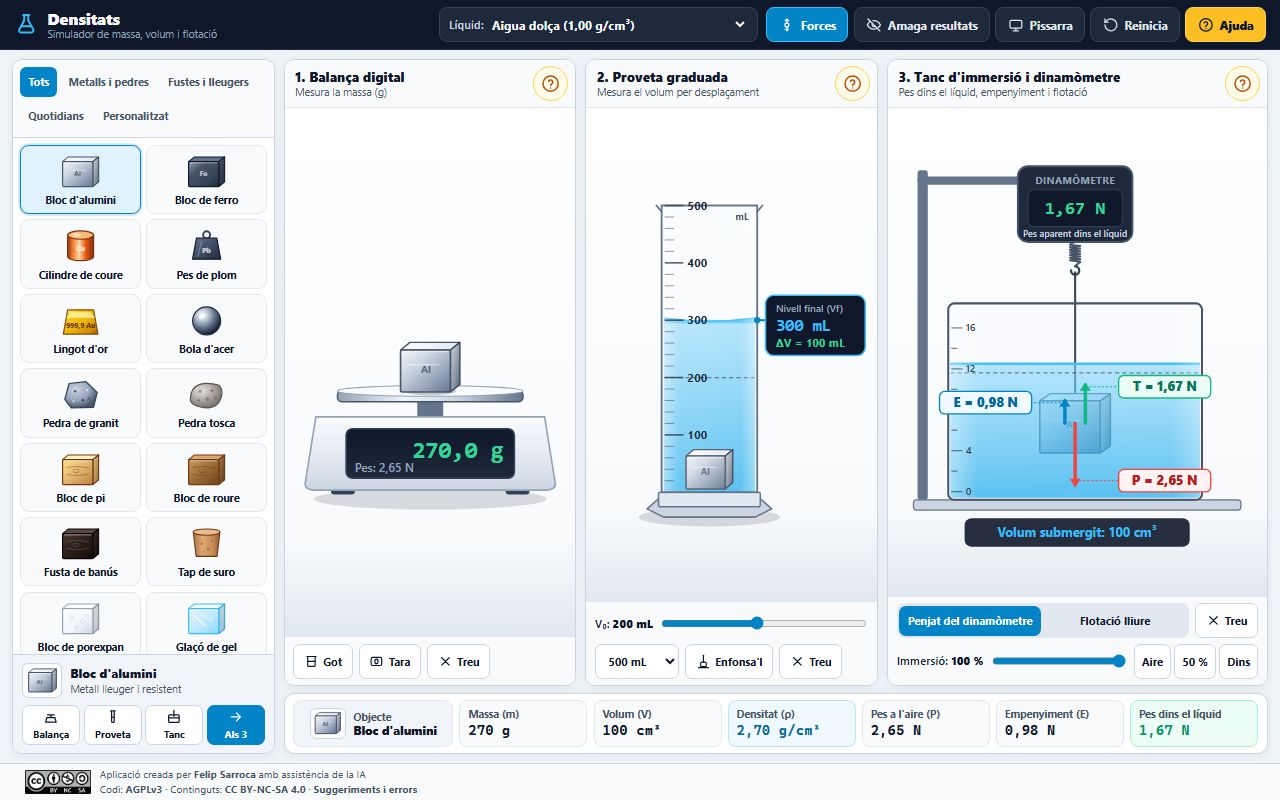 Densitats
Simulador de massa, volum i flotació
Líquid: Aigua dolça (1,00 g/cm³)
Forces
Amaga resultats
Pissarra
Reinicia
Ajuda
Tots
Metalls i pedres
Fustes i lleugers
Quotidians
Personalitzat
Al
Bloc d'alumini
Fe
Bloc de ferro
Cu
Cilindre de coure
Pb
Pes de plom
999,9 Au
Lingot d'or
Bola d'acer
Pedra de granit
Pedra tosca
Bloc de pi
Bloc de roure
Fusta de banús
Tap de suro
Bloc de porexpan
Glaçó de gel
Al
Bloc d'alumini
Metall lleuger i resistent
Balança
Proveta
Tanc
Als 3
1. Balança digital
Mesura la massa (g)
Al
270,0 g
Pes: 2,65 N
Got
Tara
Treu
2. Proveta graduada
Mesura el volum per desplaçament
500
mL
400
300
200
100
Al
Nivell final (Vf)
300 mL
ΔV = 100 mL
V₀: 200 mL
500 mL
Enfonsa'l
Treu
3. Tanc d'immersió i dinamòmetre
Pes dins el líquid, empenyiment i flotació
DINAMÒMETRE
1,67 N
Pes aparent dins el líquid
16
12
4
0
E = 0,98 N
T = 1,67 N
P = 2,65 N
Volum submergit: 100 cm³
Penjat del dinamòmetre
Flotació lliure
Treu
Immersió: 100 %
Aire
50 %
Dins
Al
Objecte
Bloc d'alumini
Massa (m)
270 g
Volum (V)
100 cm³
Densitat (ρ)
2,70 g/cm³
Pes a l'aire (P)
2,65 N
Empenyiment (E)
0,98 N
Pes dins el líquid
1,67 N
CC BY NC SA
Aplicació creada per Felip Sarroca amb assistència de la IA
Codi: AGPLv3 · Continguts: CC BY-NC-SA 4.0 · Suggeriments i errors